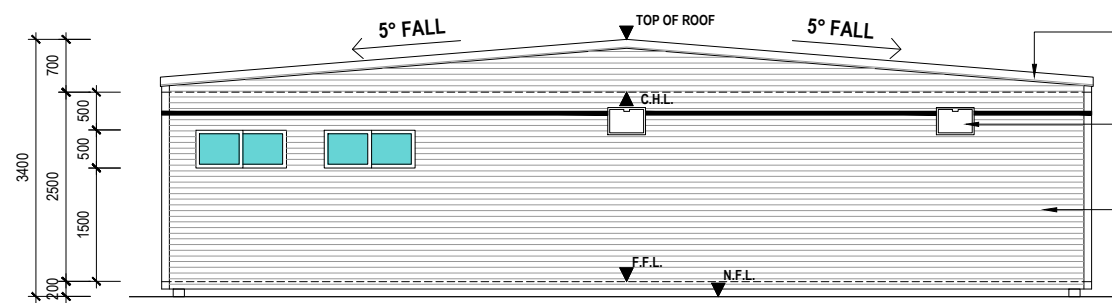 TOP OF ROOF
5° FALL
5° FALL
700
C.H.L.
500
500
3400
2500
1500
F.F.L.
N.F.L.
200